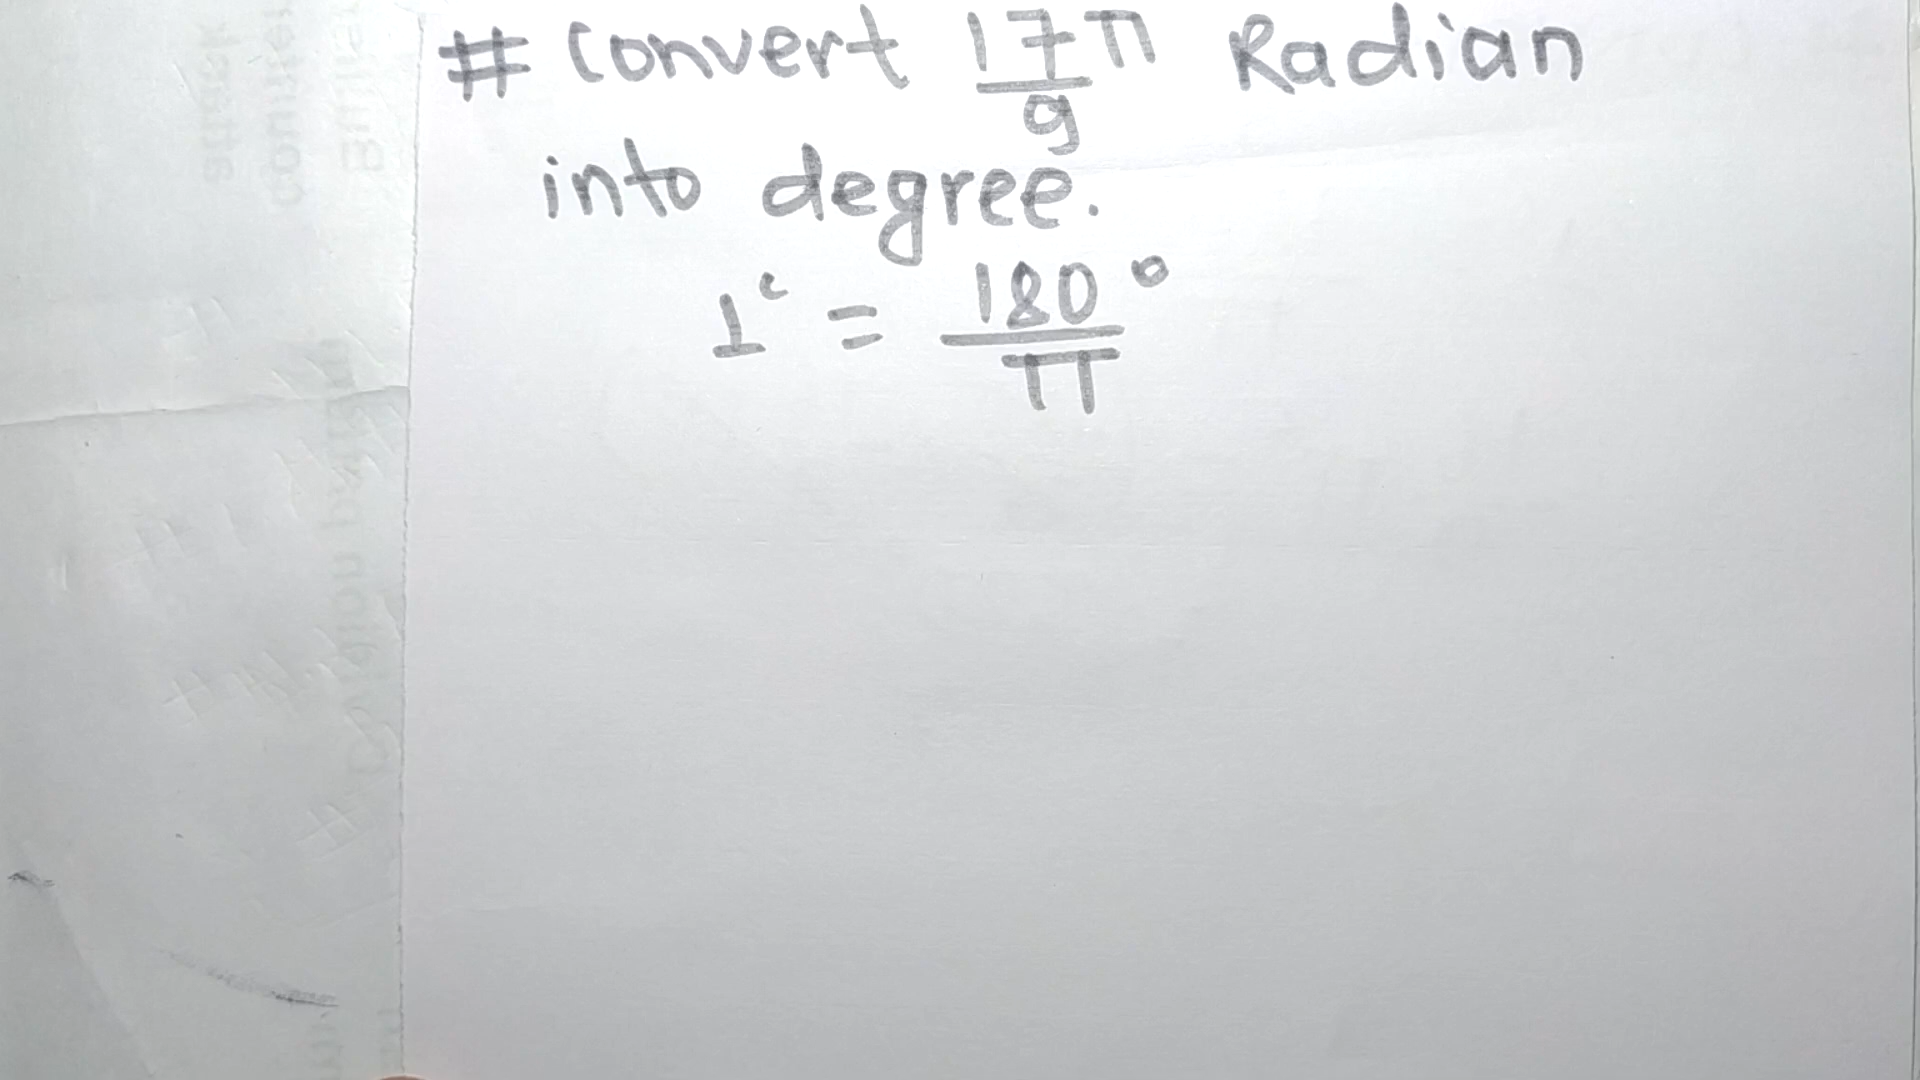 # Convert 17π/9 Radian
into degree.
1ᶜ = 180°/π